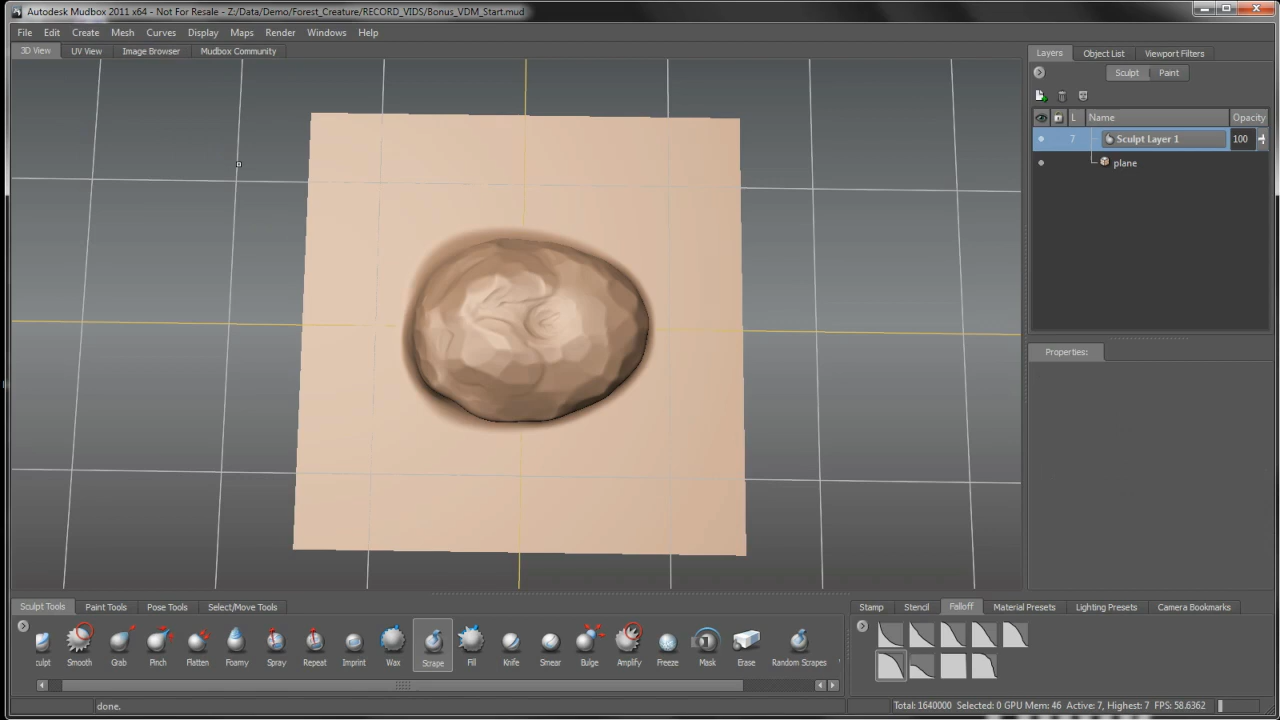 Autodesk Mudbox 2011 x64 - Not For Resale - Z:/Data/Demo/Forest_Creature/RECORD_VIDS/Bonus_VDM_Start.mud
File Edit Create Mesh Curves Display Maps Render Windows Help
3D View UV View Image Browser Mudbox Community
Layers Object List Viewport Filters
Sculpt Paint
L Name Opacity
7 Sculpt Layer 1 100
plane
Properties:
Sculpt Tools Paint Tools Pose Tools Select/Move Tools
culpt Smooth Grab Pinch Flatten Foamy Spray Repeat Imprint Wax Scrape Fill Knife Smear Bulge Amplify Freeze Mask Erase Random Scrapes
Stamp Stencil Falloff Material Presets Lighting Presets Camera Bookmarks
done.
Total: 1640000 Selected: 0 GPU Mem: 46 Active: 7, Highest: 7 FPS: 58.6362